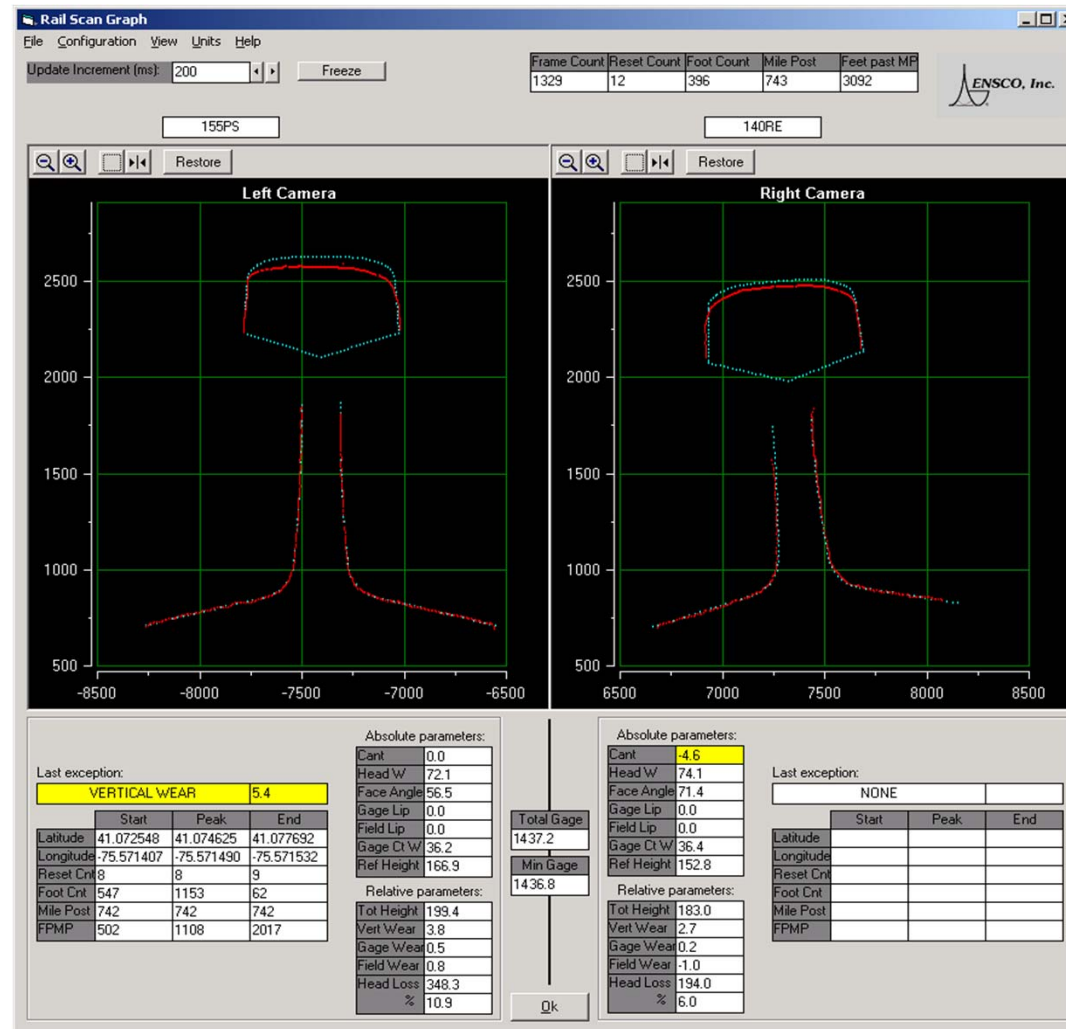 Rail Scan Graph
File Configuration View Units Help
Update Increment (ms): 200 Freeze
Frame Count Reset Count Foot Count Mile Post Feet past MP
1329 12 396 743 3092
ENSCO, Inc.
155PS 140RE
Restore Restore
Left Camera Right Camera
2500 2500
2000 2000
1500 1500
1000 1000
500 500
-8500 -8000 -7500 -7000 -6500 6500 7000 7500 8000 8500
Last exception:
VERTICAL WEAR 5.4
Start Peak End
Latitude 41.072548 41.074625 41.077692
Longitude -75.571407 -75.571490 -75.571532
Reset Cnt 8 8 9
Foot Cnt 547 1153 62
Mile Post 742 742 742
FPMP 502 1108 2017
Absolute parameters:
Cant 0.0
Head W 72.1
Face Angle 56.5
Gage Lip 0.0
Field Lip 0.0
Gage Ct W 36.2
Ref Height 166.9
Relative parameters:
Tot Height 199.4
Vert Wear 3.8
Gage Wear 0.5
Field Wear 0.8
Head Loss 348.3
% 10.9
Total Gage
1437.2
Min Gage
1436.8
Ok
Absolute parameters:
Cant -4.6
Head W 74.1
Face Angle 71.4
Gage Lip 0.0
Field Lip 0.0
Gage Ct W 36.4
Ref Height 152.8
Relative parameters:
Tot Height 183.0
Vert Wear 2.7
Gage Wear 0.2
Field Wear -1.0
Head Loss 194.0
% 6.0
Last exception:
NONE
Start Peak End
Latitude
Longitude
Reset Cnt
Foot Cnt
Mile Post
FPMP